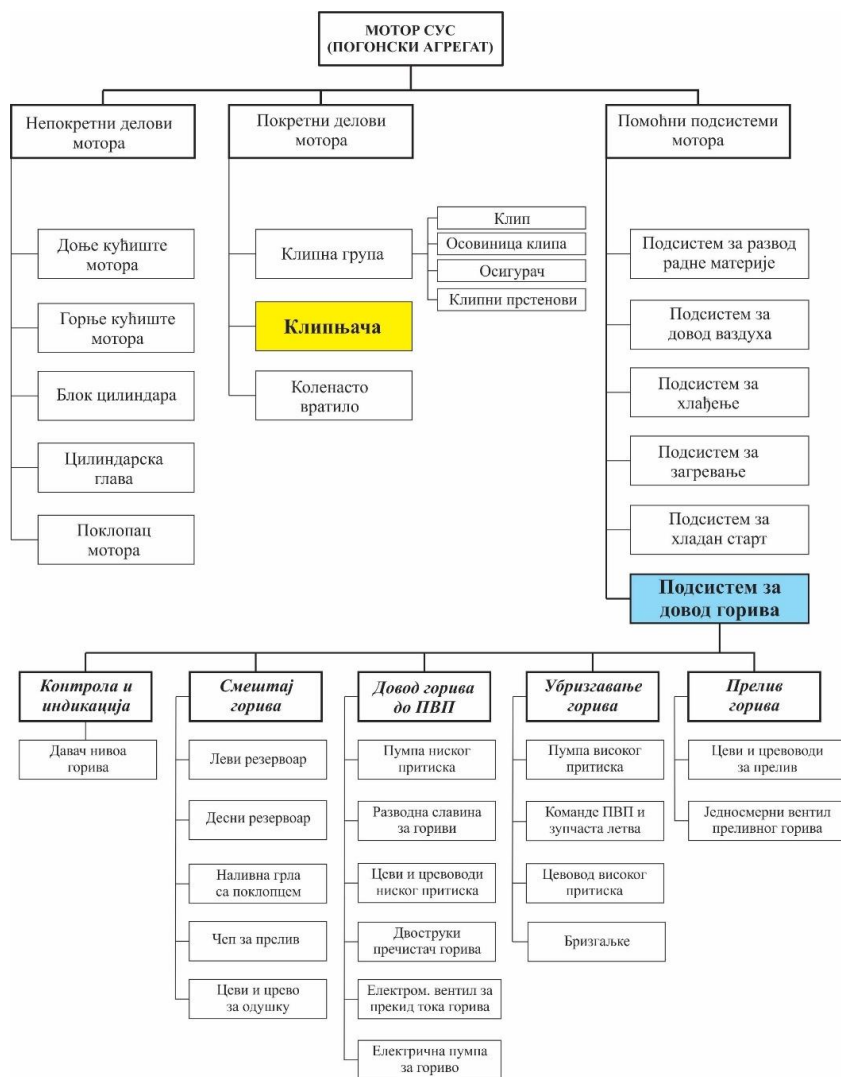 МОТОР СУС
(ПОГОНСКИ АГРЕГАТ)
Непокретни делови
мотора
Покретни делови
мотора
Помоћни подсистеми
мотора
Доње кућиште
мотора
Горње кућиште
мотора
Блок цилиндара
Цилиндарска
глава
Поклопац
мотора
Клипна група
Клип
Осовиница клипа
Осигурач
Клипни прстенови
Клипњача
Коленасто
вратило
Подсистем за развод
радне материје
Подсистем за
довод ваздуха
Подсистем за
хлађење
Подсистем за
загревање
Подсистем за
хладан старт
Подсистем за
довод горива
Контрола и
индикација
Давач нивоа
горива
Смештај
горива
Леви резервоар
Десни резервоар
Наливна грла
са поклопцем
Чеп за прелив
Цеви и црево
за одушку
Довод горива
до ПВП
Пумпа ниског
притиска
Разводна славина
за гориви
Цеви и цревоводи
ниског притиска
Двоструки
пречистач горива
Електром. вентил за
прекид тока горива
Електрична пумпа
за гориво
Убризгавање
горива
Пумпа високог
притиска
Команде ПВП и
зупчаста летва
Цевовод високог
притиска
Бризгаљке
Прелив
горива
Цеви и цревоводи
за прелив
Једносмерни вентил
преливног горива